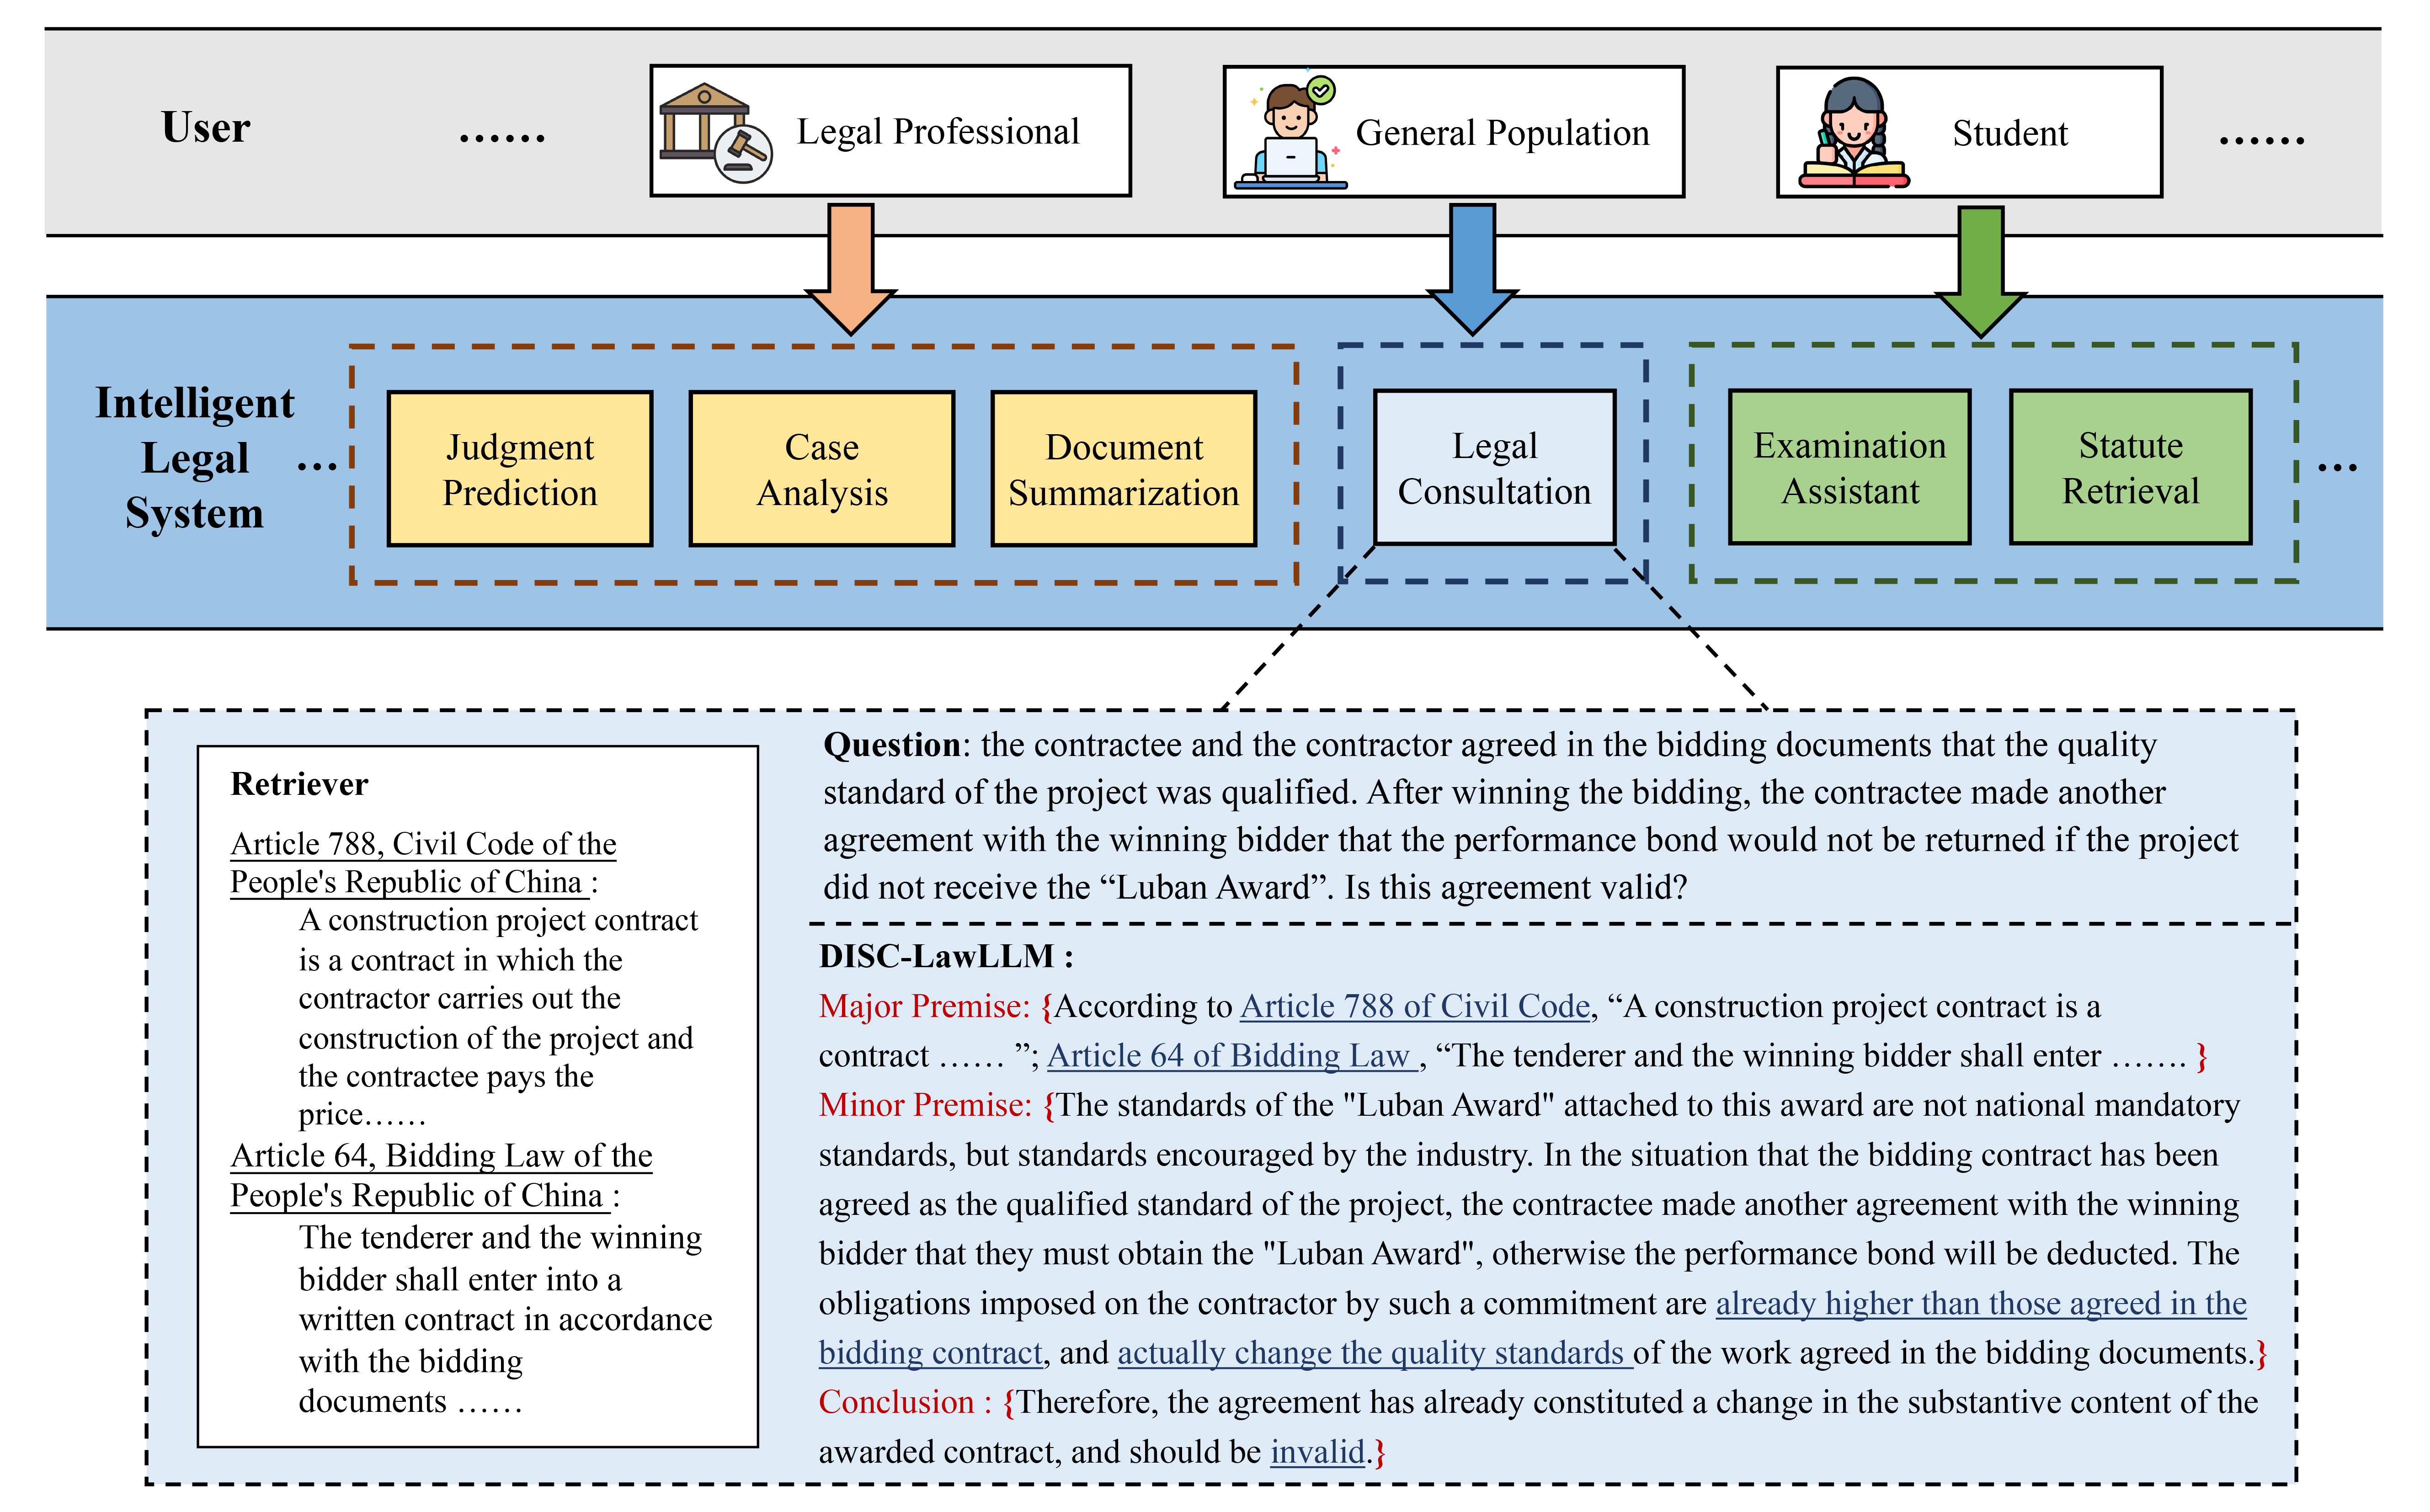 User
……
Legal Professional
General Population
Student
……
Intelligent
Legal
System
…
Judgment
Prediction
Case
Analysis
Document
Summarization
Legal
Consultation
Examination
Assistant
Statute
Retrieval
…
Retriever
Article 788, Civil Code of the
People's Republic of China :
A construction project contract
is a contract in which the
contractor carries out the
construction of the project and
the contractee pays the
price……
Article 64, Bidding Law of the
People's Republic of China :
The tenderer and the winning
bidder shall enter into a
written contract in accordance
with the bidding
documents ……
Question: the contractee and the contractor agreed in the bidding documents that the quality
standard of the project was qualified. After winning the bidding, the contractee made another
agreement with the winning bidder that the performance bond would not be returned if the project
did not receive the “Luban Award”. Is this agreement valid?
DISC-LawLLM :
Major Premise: {According to Article 788 of Civil Code, “A construction project contract is a
contract …… ”; Article 64 of Bidding Law , “The tenderer and the winning bidder shall enter ……. }
Minor Premise: {The standards of the "Luban Award" attached to this award are not national mandatory
standards, but standards encouraged by the industry. In the situation that the bidding contract has been
agreed as the qualified standard of the project, the contractee made another agreement with the winning
bidder that they must obtain the "Luban Award", otherwise the performance bond will be deducted. The
obligations imposed on the contractor by such a commitment are already higher than those agreed in the
bidding contract, and actually change the quality standards of the work agreed in the bidding documents.}
Conclusion : {Therefore, the agreement has already constituted a change in the substantive content of the
awarded contract, and should be invalid.}